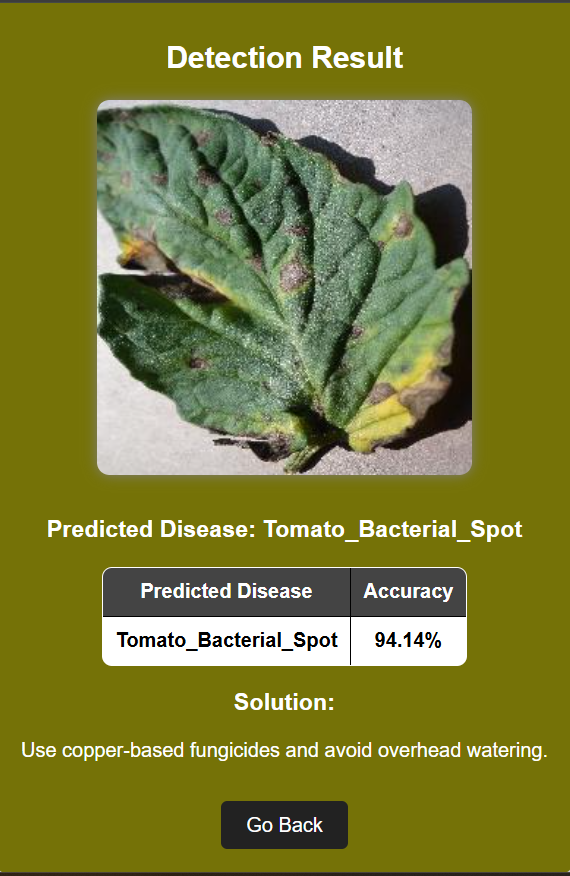 Detection Result
Predicted Disease: Tomato_Bacterial_Spot
Predicted Disease Accuracy
Tomato_Bacterial_Spot 94.14%
Solution:
Use copper-based fungicides and avoid overhead watering.
Go Back